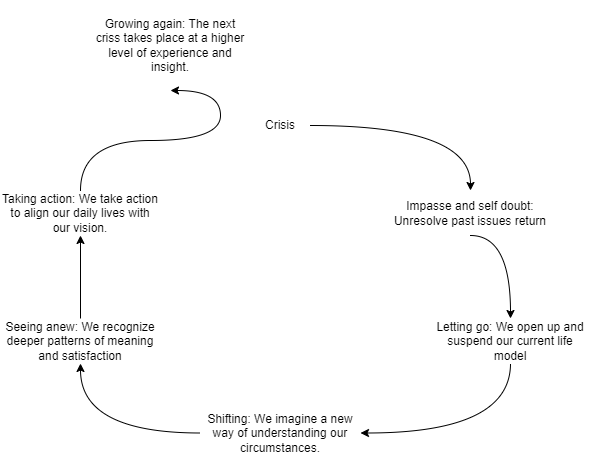 Growing again: The next
criss takes place at a higher
level of experience and
insight.
Crisis
Impasse and self doubt:
Unresolve past issues return
Letting go: We open up and
suspend our current life
model
Shifting: We imagine a new
way of understanding our
circumstances.
Seeing anew: We recognize
deeper patterns of meaning
and satisfaction
Taking action: We take action
to align our daily lives with
our vision.